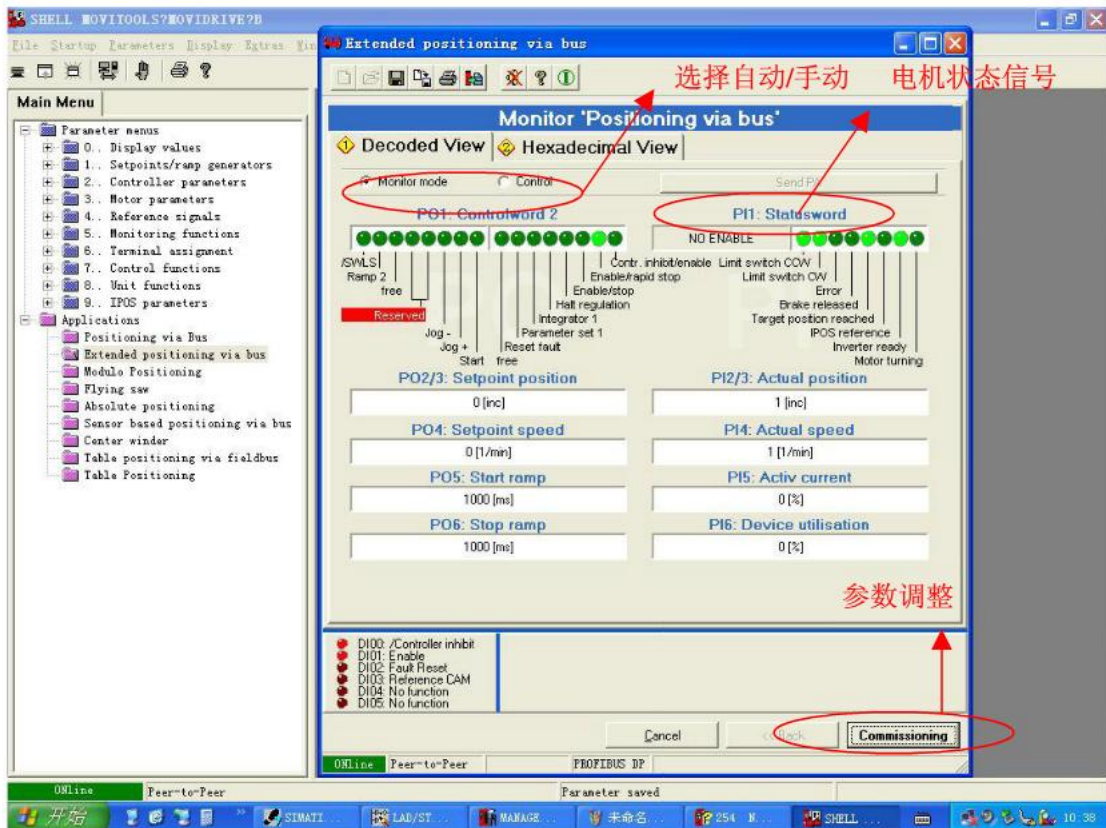 SHELL MOVITOOLS?MOVIDRIVE?B
File Startup Parameters Display Extras Win
Main Menu
Parameter menus
0.. Display values
1.. Setpoints/ramp generators
2.. Controller parameters
3.. Motor parameters
4.. Reference signals
5.. Monitoring functions
6.. Terminal assignment
7.. Control functions
8.. Unit functions
9.. IPOS parameters
Applications
Positioning via Bus
Extended positioning via bus
Modulo Positioning
Flying saw
Absolute positioning
Sensor based positioning via bus
Center winder
Table positioning via fieldbus
Table Positioning
Extended positioning via bus
选择自动/手动 电机状态信号
Monitor 'Positioning via bus'
1 Decoded View 2 Hexadecimal View
Monitor mode Control Send PA
PO1: Controlword 2 PI1: Statusword
NO ENABLE
/SWLS Contr. inhibit/enable Limit switch CCW
Ramp 2 Enable/rapid stop Limit switch CW
free Enable/stop Error
Halt regulation Brake released
Reserved Integrator 1 Target position reached
Jog - Parameter set 1 IPOS reference
Jog + Reset fault Inverter ready
Start free Motor turning
PO2/3: Setpoint position PI2/3: Actual position
0 [inc] 1 [inc]
PO4: Setpoint speed PI4: Actual speed
0 [1/min] 1 [1/min]
PO5: Start ramp PI5: Activ current
1000 [ms] 0 [%]
PO6: Stop ramp PI6: Device utilisation
1000 [ms] 0 [%]
参数调整
DI00: /Controller inhibit
DI01: Enable
DI02: Fault Reset
DI03: Reference CAM
DI04: No function
DI05: No function
Cancel <<Back Commissioning
ONline Peer-to-Peer PROFIBUS DP
ONline Peer-to-Peer Parameter saved
开始 SIMATI... LAD/ST... MANAGE... 未命名... 254 N... SHELL ... 10:38